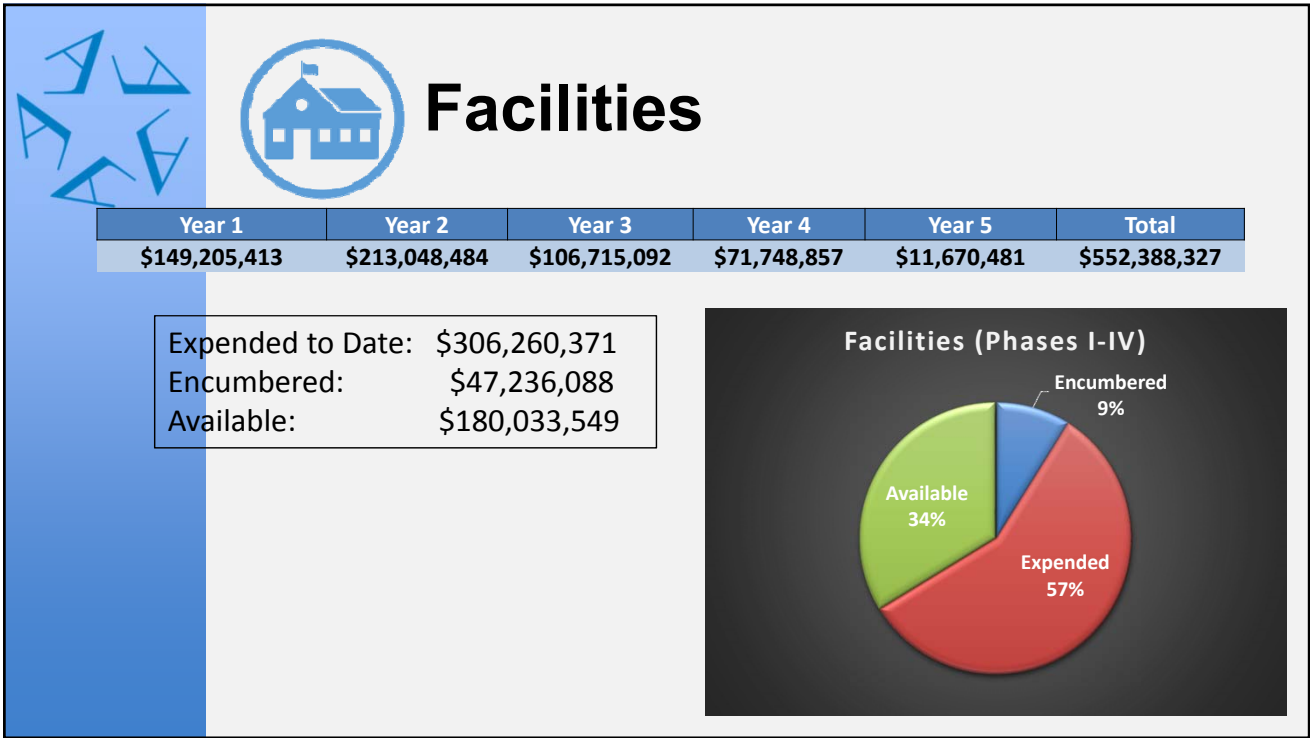 Facilities
Year 1 Year 2 Year 3 Year 4 Year 5 Total
$149,205,413 $213,048,484 $106,715,092 $71,748,857 $11,670,481 $552,388,327
Expended to Date: $306,260,371
Encumbered: $47,236,088
Available: $180,033,549
Facilities (Phases I-IV)
Encumbered
9%
Available
34%
Expended
57%